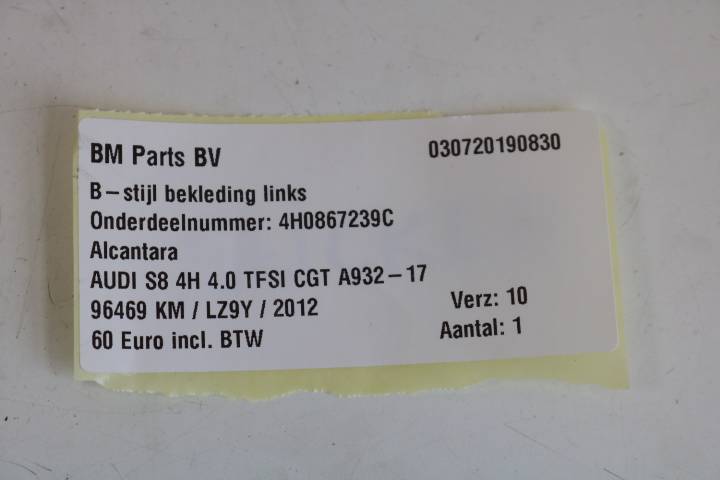 BM Parts BV 030720190830
B-stijl bekleding links
Onderdeelnummer: 4H0867239C
Alcantara
AUDI S8 4H 4.0 TFSI CGT A932-17
96469 KM / LZ9Y / 2012 Verz: 10
60 Euro incl. BTW Aantal: 1